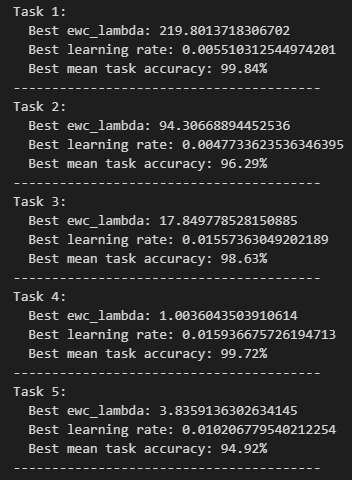 Task 1:
Best ewc_lambda: 219.8013718306702
Best learning rate: 0.005510312544974201
Best mean task accuracy: 99.84%
----------------------------------------
Task 2:
Best ewc_lambda: 94.30668894452536
Best learning rate: 0.0047733623536346395
Best mean task accuracy: 96.29%
----------------------------------------
Task 3:
Best ewc_lambda: 17.849778528150885
Best learning rate: 0.01557363049202189
Best mean task accuracy: 98.63%
----------------------------------------
Task 4:
Best ewc_lambda: 1.0036043503910614
Best learning rate: 0.015936675726194713
Best mean task accuracy: 99.72%
----------------------------------------
Task 5:
Best ewc_lambda: 3.8359136302634145
Best learning rate: 0.010206779540212254
Best mean task accuracy: 94.92%
----------------------------------------